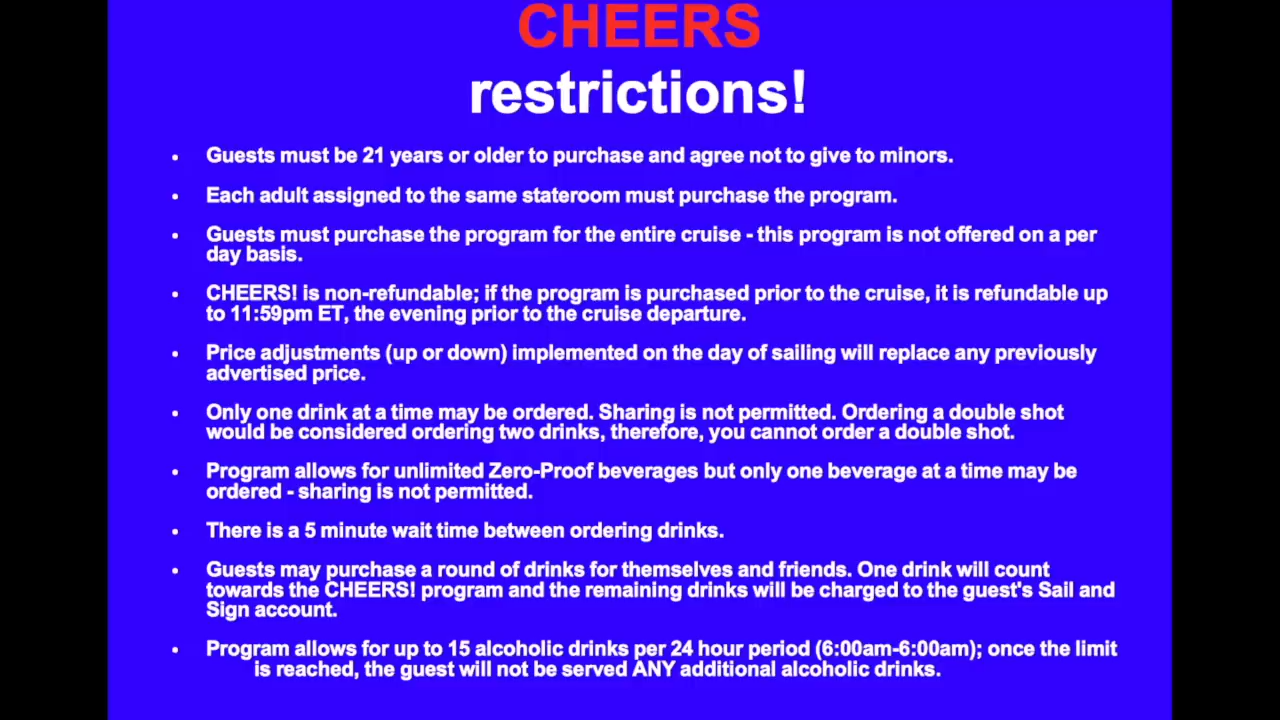 CHEERS
restrictions!
• Guests must be 21 years or older to purchase and agree not to give to minors.
• Each adult assigned to the same stateroom must purchase the program.
• Guests must purchase the program for the entire cruise - this program is not offered on a per
day basis.
• CHEERS! is non-refundable; if the program is purchased prior to the cruise, it is refundable up
to 11:59pm ET, the evening prior to the cruise departure.
• Price adjustments (up or down) implemented on the day of sailing will replace any previously
advertised price.
• Only one drink at a time may be ordered. Sharing is not permitted. Ordering a double shot
would be considered ordering two drinks, therefore, you cannot order a double shot.
• Program allows for unlimited Zero-Proof beverages but only one beverage at a time may be
ordered - sharing is not permitted.
• There is a 5 minute wait time between ordering drinks.
• Guests may purchase a round of drinks for themselves and friends. One drink will count
towards the CHEERS! program and the remaining drinks will be charged to the guest's Sail and
Sign account.
• Program allows for up to 15 alcoholic drinks per 24 hour period (6:00am-6:00am); once the limit
is reached, the guest will not be served ANY additional alcoholic drinks.